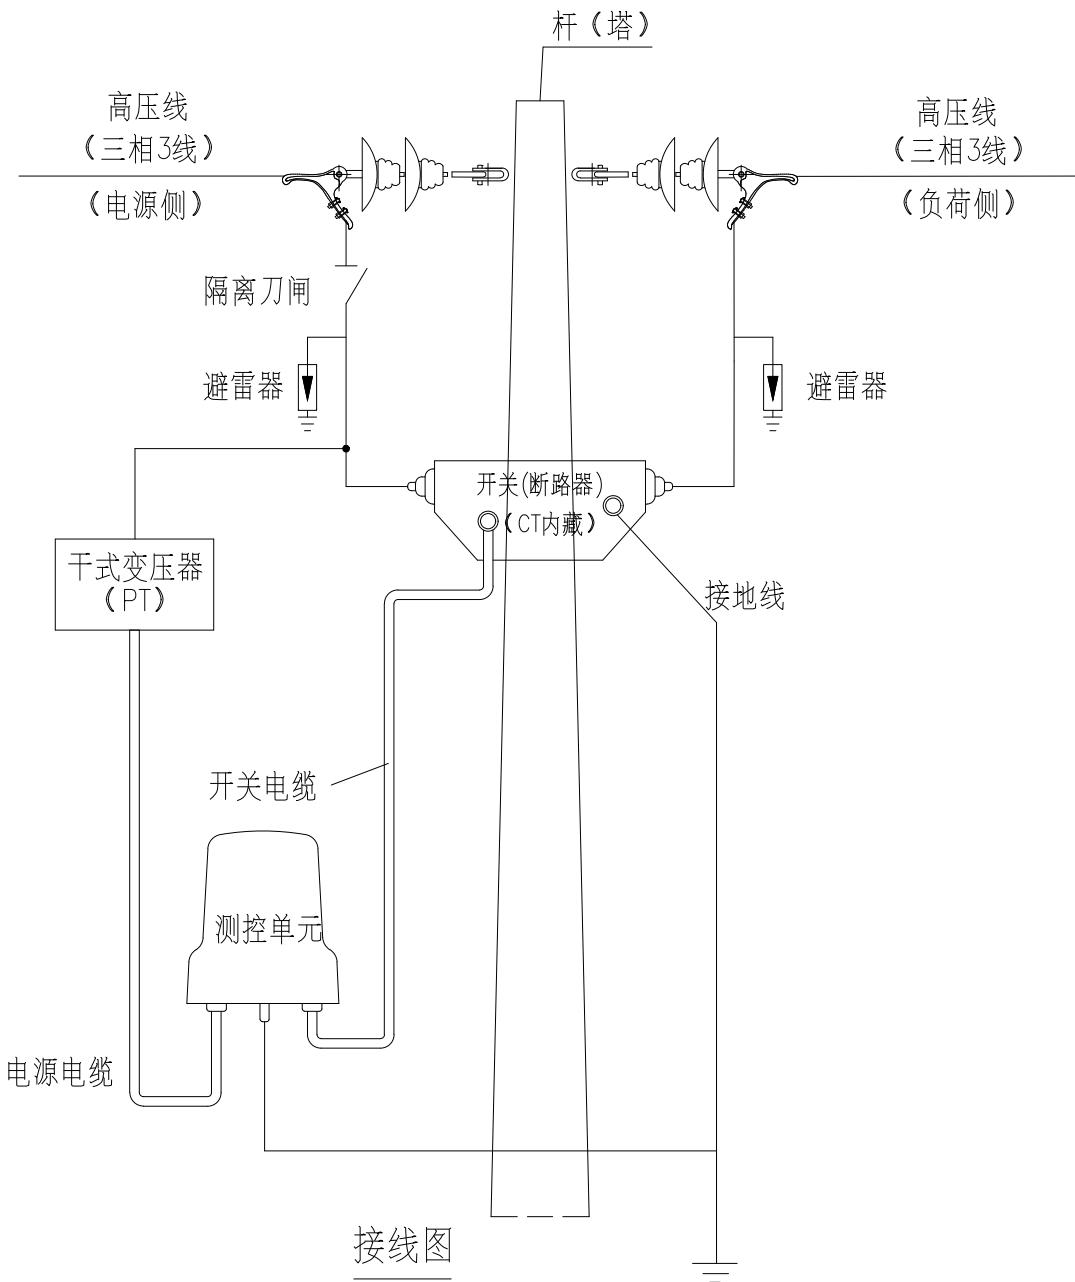 杆（塔）
高压线
（三相3线）
（电源侧）
高压线
（三相3线）
（负荷侧）
隔离刀闸
避雷器
避雷器
开关(断路器)
（CT内藏）
干式变压器
（PT）
接地线
开关电缆
测控单元
电源电缆
接线图